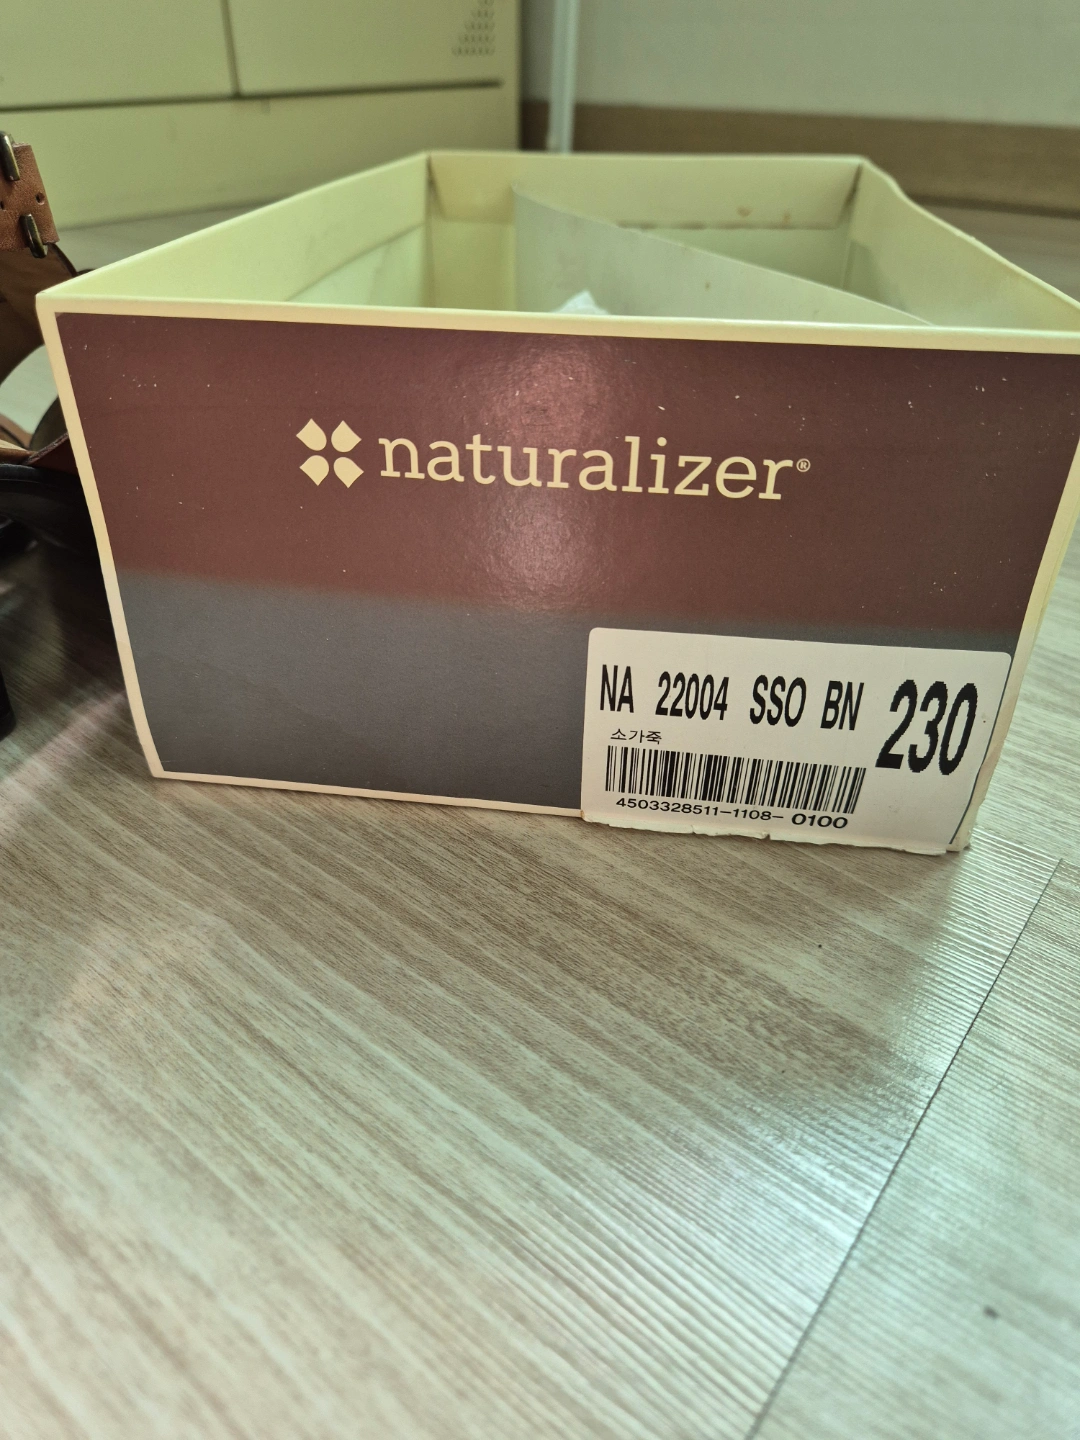 naturalizer®
NA 22004 SSO BN 230
소가죽
4503328511-1108- 0100